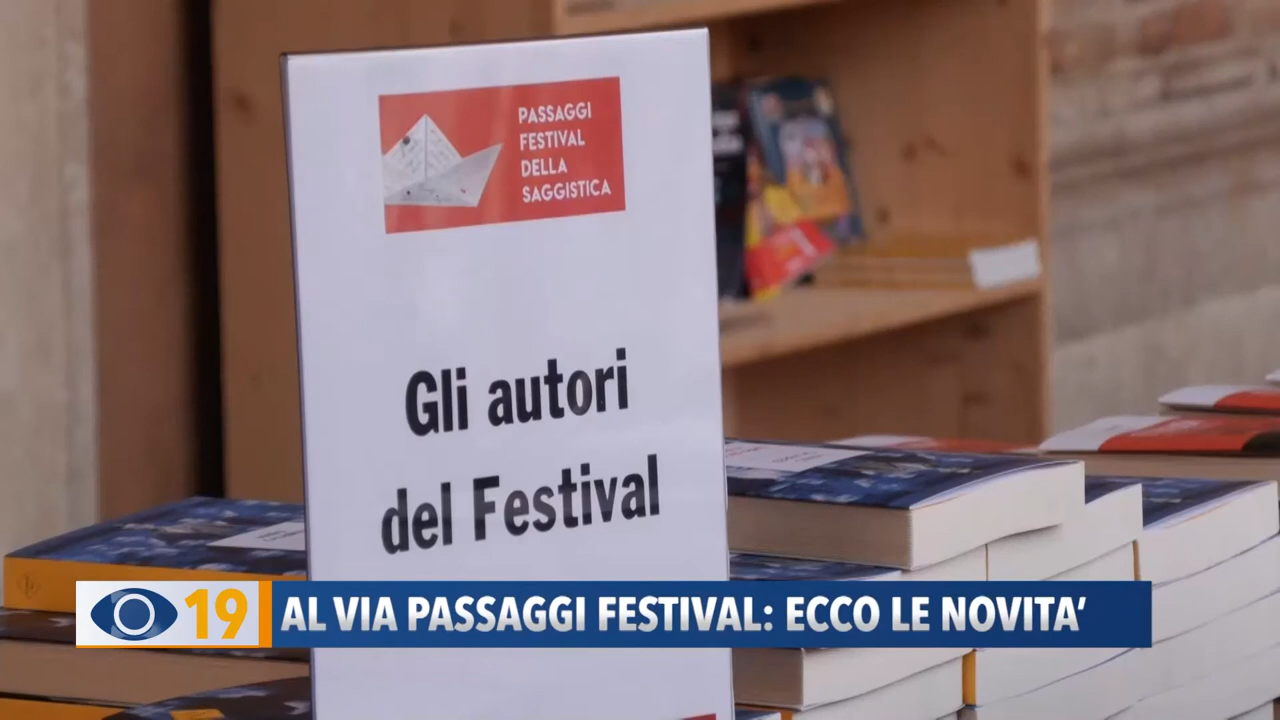 PASSAGGI
FESTIVAL
DELLA
SAGGISTICA
Gli autori
del Festival
19 AL VIA PASSAGGI FESTIVAL: ECCO LE NOVITA'